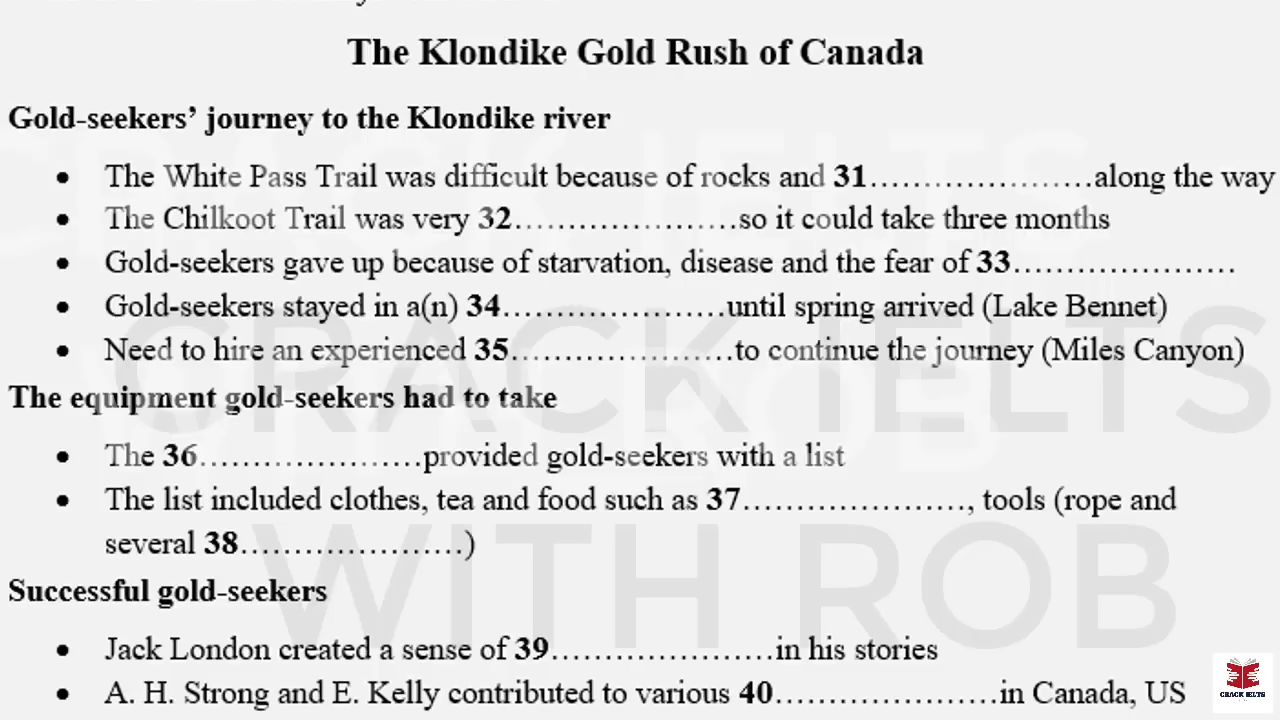 The Klondike Gold Rush of Canada
Gold-seekers’ journey to the Klondike river
• The White Pass Trail was difficult because of rocks and 31.....................along the way
• The Chilkoot Trail was very 32.....................so it could take three months
• Gold-seekers gave up because of starvation, disease and the fear of 33.....................
• Gold-seekers stayed in a(n) 34.....................until spring arrived (Lake Bennet)
• Need to hire an experienced 35.....................to continue the journey (Miles Canyon)
The equipment gold-seekers had to take
• The 36.....................provided gold-seekers with a list
• The list included clothes, tea and food such as 37....................., tools (rope and
several 38.....................)
Successful gold-seekers
• Jack London created a sense of 39.....................in his stories
• A. H. Strong and E. Kelly contributed to various 40.....................in Canada, US
CRACK IELTS
WITH ROB
CRACK IELTS